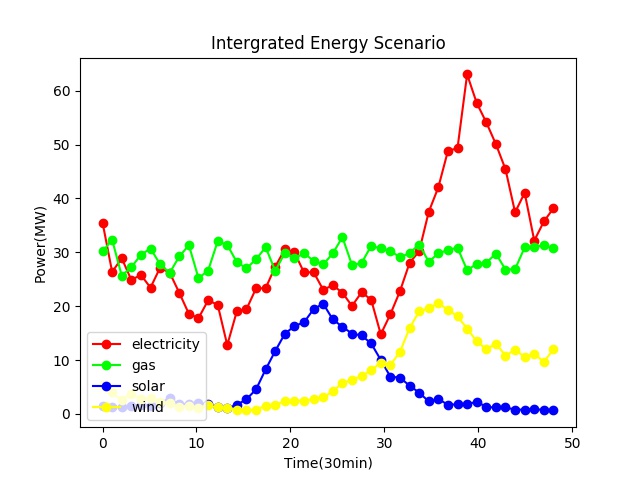 Intergrated Energy Scenario
Power(MW)
60
50
40
30
20
10
0
electricity
gas
solar
wind
0 10 20 30 40 50
Time(30min)